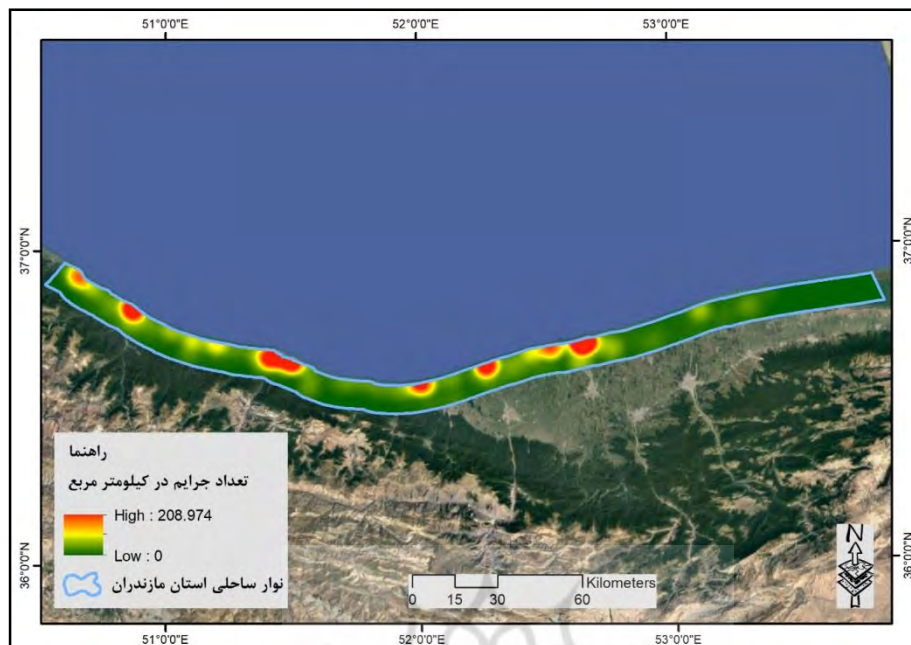 51°0'0"E
52°0'0"E
53°0'0"E
37°0'0"N
37°0'0"N
36°0'0"N
36°0'0"N
راهنما
تعداد جرایم در کیلومتر مربع
High : 208.974
Low : 0
نوار ساحلی استان مازندران
Kilometers
0 15 30 60
N
51°0'0"E
52°0'0"E
53°0'0"E